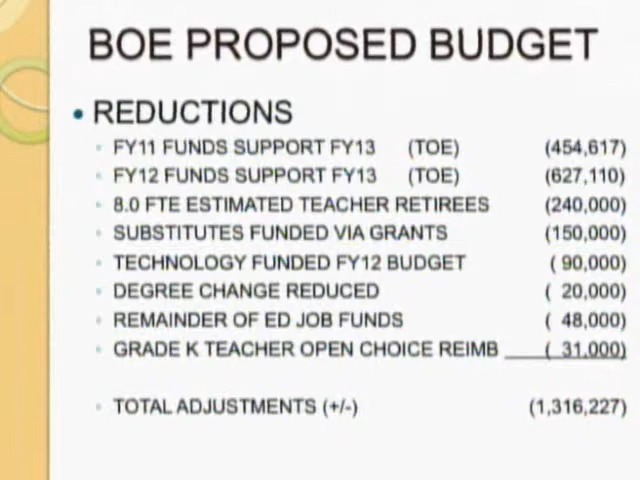 BOE PROPOSED BUDGET
• REDUCTIONS
FY11 FUNDS SUPPORT FY13 (TOE) (454,617)
FY12 FUNDS SUPPORT FY13 (TOE) (627,110)
8.0 FTE ESTIMATED TEACHER RETIREES (240,000)
SUBSTITUTES FUNDED VIA GRANTS (150,000)
TECHNOLOGY FUNDED FY12 BUDGET ( 90,000)
DEGREE CHANGE REDUCED ( 20,000)
REMAINDER OF ED JOB FUNDS ( 48,000)
GRADE K TEACHER OPEN CHOICE REIMB ( 31,000)
TOTAL ADJUSTMENTS (+/-) (1,316,227)